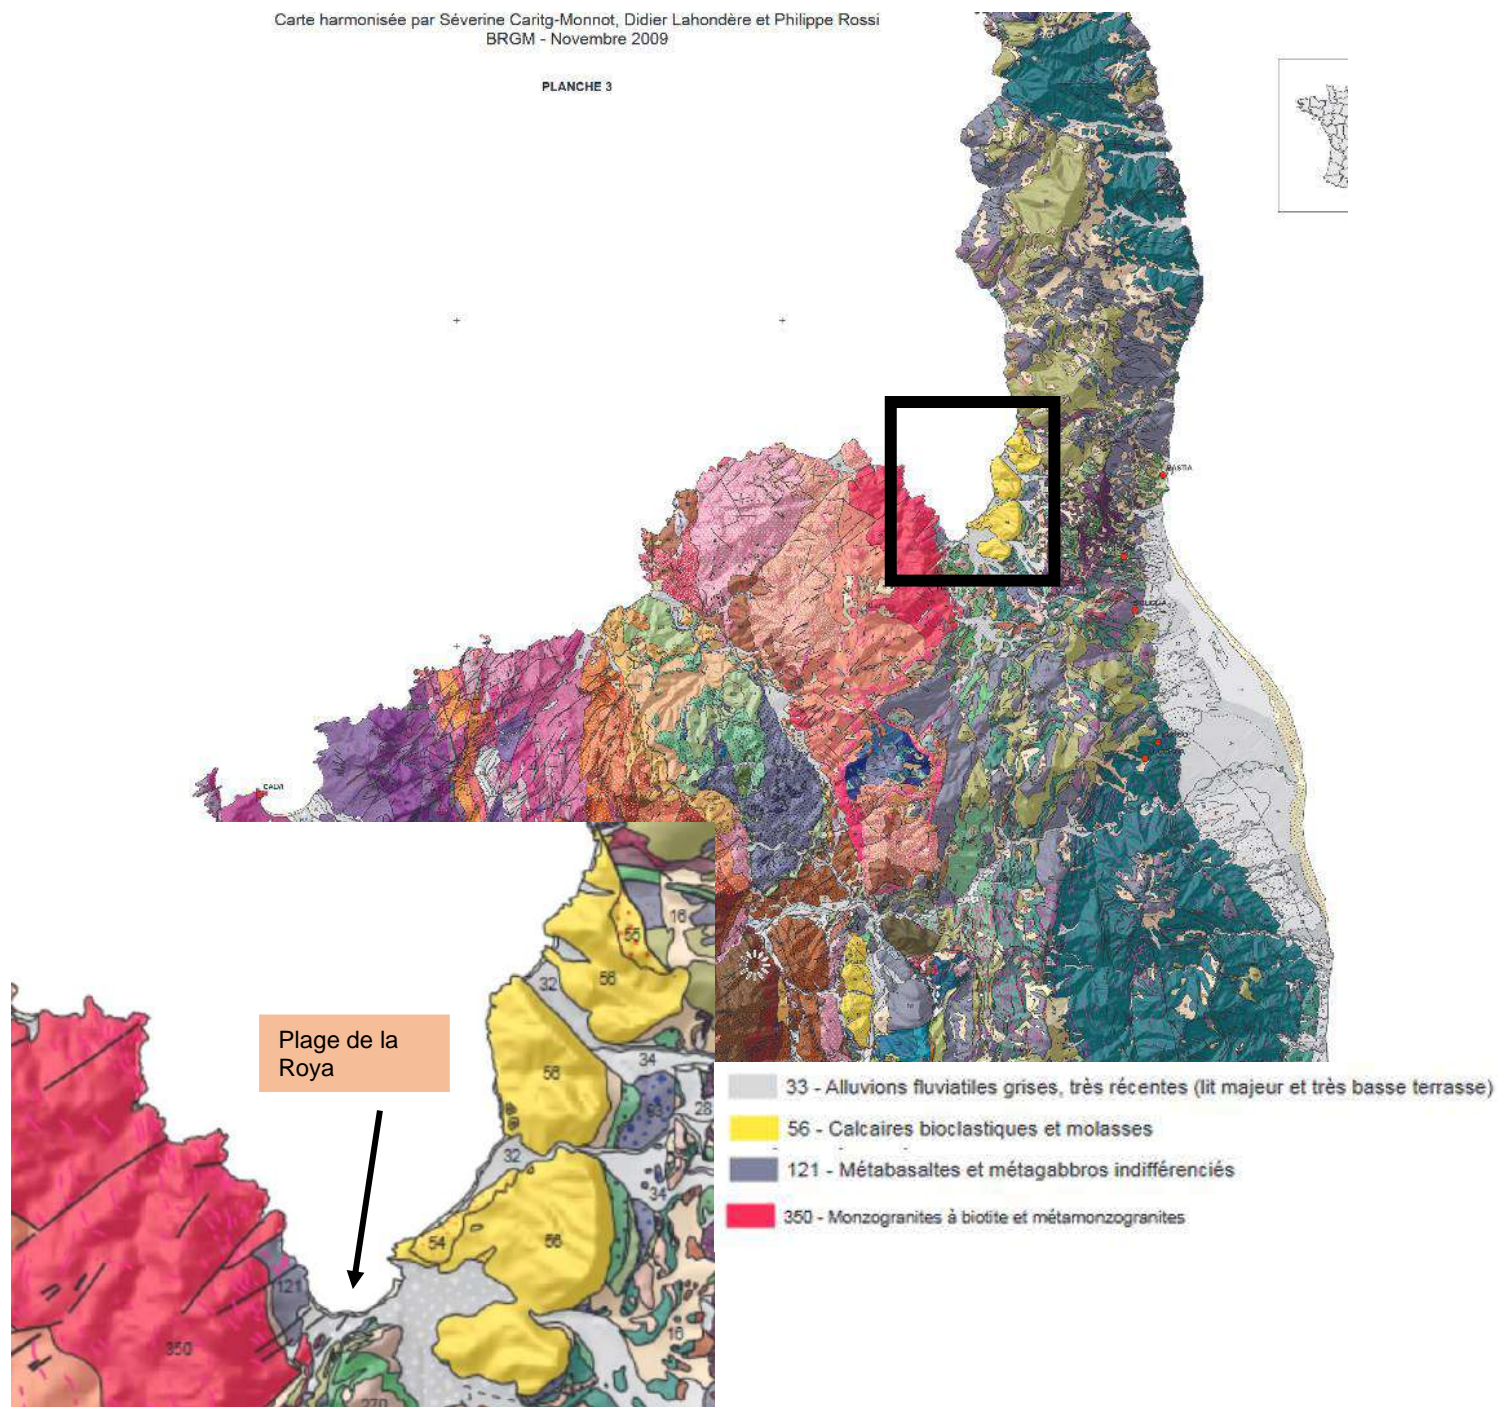 Carte harmonisée par Séverine Caritg-Monnot, Didier Lahondère et Philippe Rossi
BRGM - Novembre 2009
PLANCHE 3
BASTIA
Plage de la
Roya
55
16
32
56
56
34
63
28
32
34
54
56
121
16
350
270
33 - Alluvions fluviatiles grises, très récentes (lit majeur et très basse terrasse)
56 - Calcaires bioclastiques et molasses
121 - Métabasaltes et métagabbros indifférenciés
350 - Monzogranites à biotite et métamonzogranites